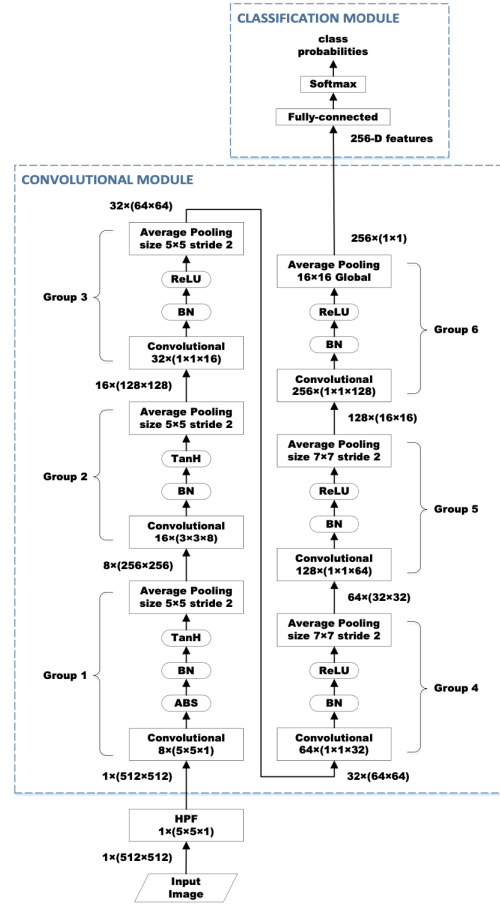 CLASSIFICATION MODULE
class
probabilities
Softmax
Fully-connected
256-D features
CONVOLUTIONAL MODULE
32×(64×64)
Average Pooling
size 5×5 stride 2
ReLU
BN
Group 3
Convolutional
32×(1×1×16)
16×(128×128)
Average Pooling
size 5×5 stride 2
TanH
Group 2
BN
Convolutional
16×(3×3×8)
8×(256×256)
Average Pooling
size 5×5 stride 2
TanH
BN
Group 1
ABS
Convolutional
8×(5×5×1)
1×(512×512)
HPF
1×(5×5×1)
1×(512×512)
Input
Image
256×(1×1)
Average Pooling
16×16 Global
ReLU
Group 6
BN
Convolutional
256×(1×1×128)
128×(16×16)
Average Pooling
size 7×7 stride 2
ReLU
Group 5
BN
Convolutional
128×(1×1×64)
64×(32×32)
Average Pooling
size 7×7 stride 2
ReLU
Group 4
BN
Convolutional
64×(1×1×32)
32×(64×64)